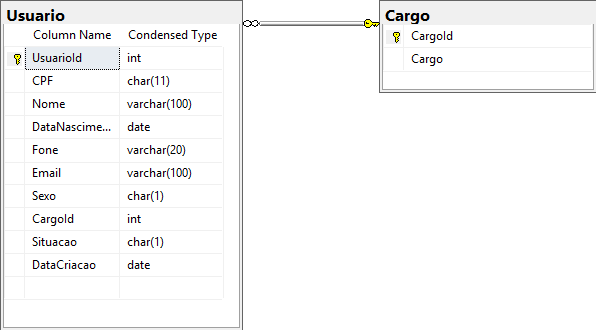 Usuario
Column Name Condensed Type
UsuarioId int
CPF char(11)
Nome varchar(100)
DataNascime... date
Fone varchar(20)
Email varchar(100)
Sexo char(1)
CargoId int
Situacao char(1)
DataCriacao date
Cargo
CargoId
Cargo